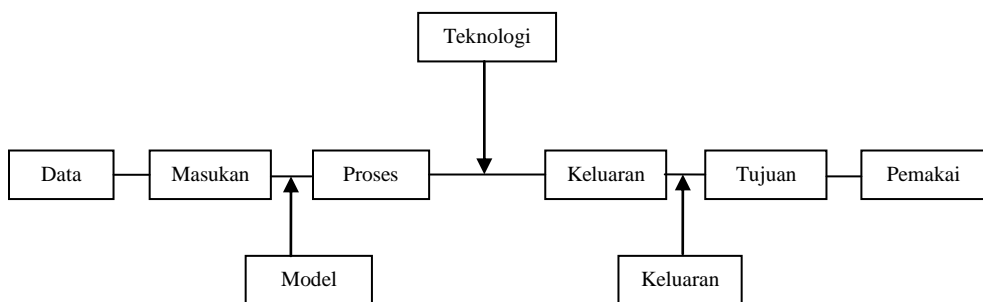 Teknologi
Data
Masukan
Proses
Keluaran
Tujuan
Pemakai
Model
Keluaran